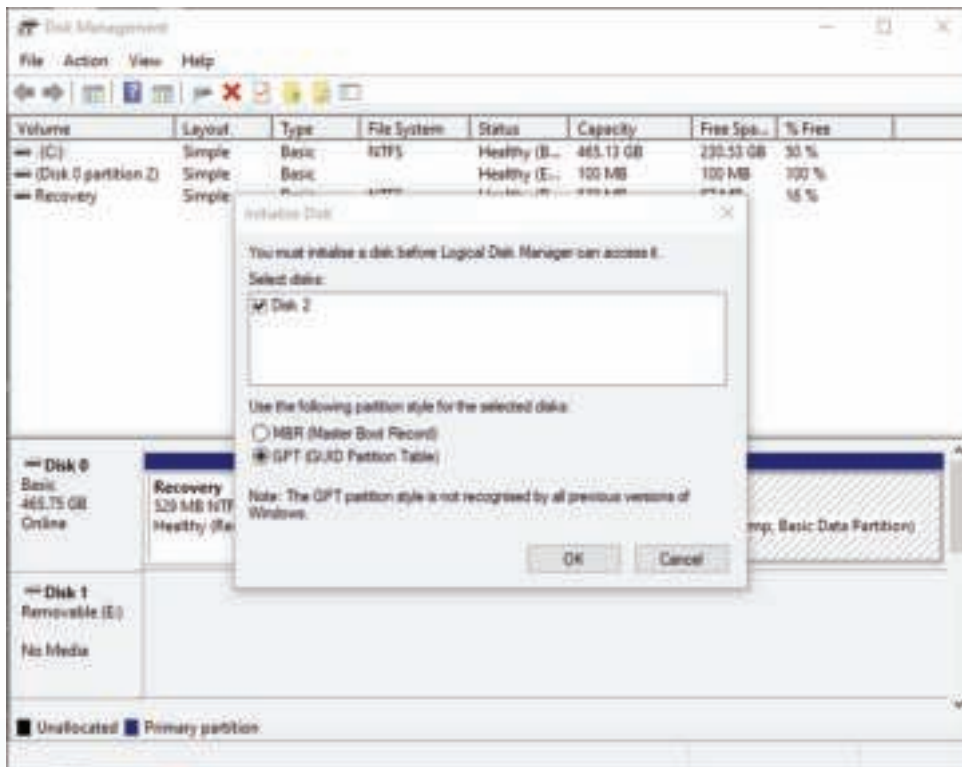 Disk Management
File Action View Help
Volume Layout Type File System Status Capacity Free Spa... % Free
(C:) Simple Basic NTFS Healthy (B... 465.13 GB 230.53 GB 50 %
(Disk 0 partition 2) Simple Basic Healthy (E... 100 MB 100 MB 100 %
Recovery Simple 16 %
Initialise Disk
You must initialise a disk before Logical Disk Manager can access it.
Select disks:
Disk 2
Use the following partition style for the selected disks:
MBR (Master Boot Record)
GPT (GUID Partition Table)
Note: The GPT partition style is not recognised by all previous versions of
Windows.
OK Cancel
Disk 0
Basic
465.75 GB
Online
Recovery
529 MB NTF
Healthy (Re
mp, Basic Data Partition)
Disk 1
Removable (E:)
No Media
Unallocated Primary partition